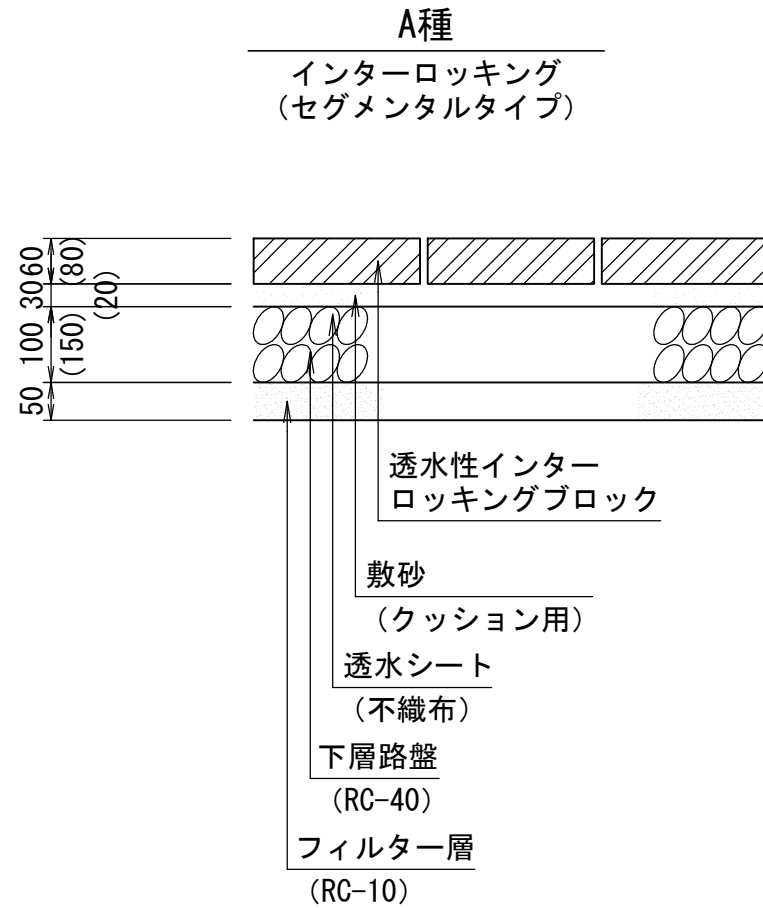 A種
インターロッキング
(セグメンタルタイプ)
60
(80)
30
(20)
100
(150)
50
透水性インター
ロッキングブロック
敷砂
(クッション用)
透水シート
(不織布)
下層路盤
(RC-40)
フィルター層
(RC-10)